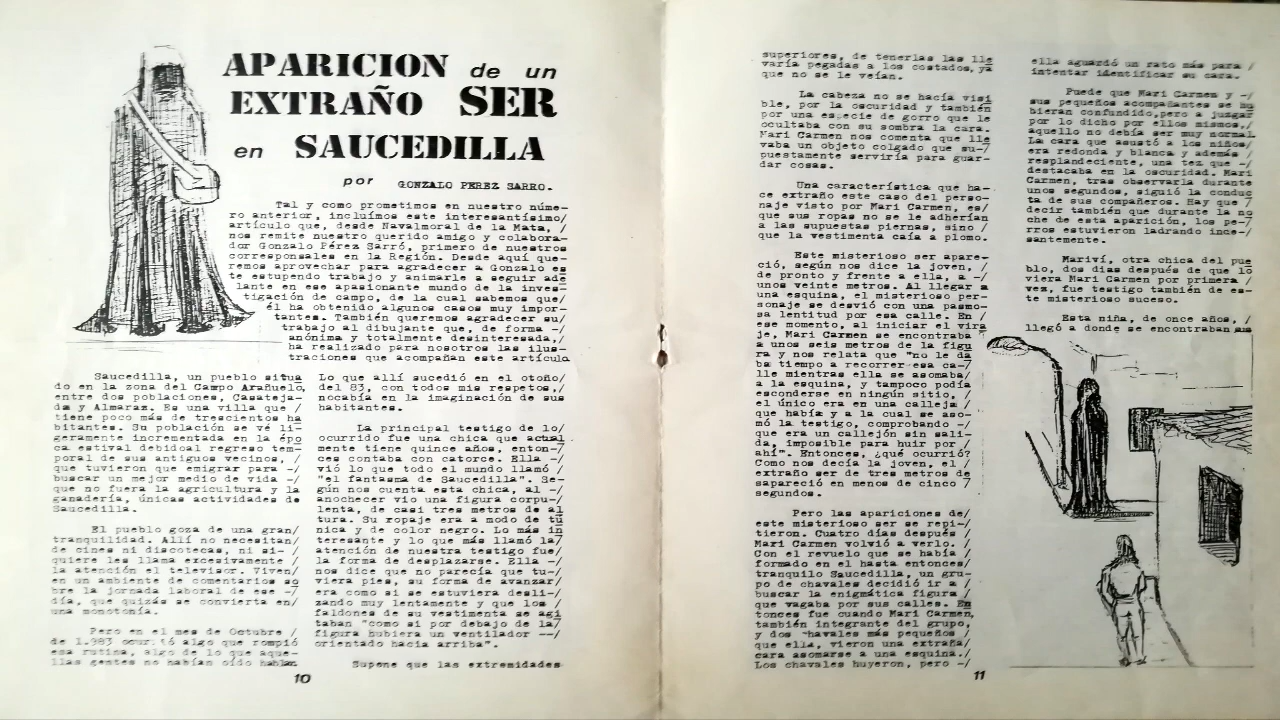 APARICION de un
EXTRAÑO SER
en SAUCEDILLA
por GONZALO PEREZ SARRO.
Tal y como prometimos en nuestro núme-
ro anterior, incluímos este interesantísimo/
artículo que, desde Navalmoral de la Mata, /
nos remite nuestro querido amigo y colabora-
dor Gonzalo Pérez Sarró, primero de nuestros
corresponsales en la Región. Desde aquí que-
remos aprovechar para agradecer a Gonzalo es
te estupendo trabajo y animarle a seguir ade
lante en ese apasionante mundo de la inves-
tigación de campo, de la cual sabemos que/
él ha obtenido algunos casos muy impor-
tantes. También queremos agradecer su/
trabajo al dibujante que, de forma -/
anónima y totalmente desinteresada,/
ha realizado para nosotros las ilus-
traciones que acompañan este artículo
Saucedilla, un pueblo situa
do en la zona del Campo Arañuelo,
entre dos poblaciones, Casateja-
da y Almaraz. Es una villa que /
tiene poco más de trescientos ha
bitantes. Su población se vé li-
geramente incrementada en la épo
ca estival debidoal regreso tem-
poral de sus antiguos vecinos, /
que tuvieron que emigrar para -/
buscar un mejor medio de vida -/
que no fuera la agricultura y la
ganadería, únicas actividades de
Saucedilla.
El pueblo goza de una gran/
tranquilidad. Allí no necesitan/
de cines ni discotecas, ni si- /
quiere les llama excesivamente /
la atención el televisor. Viven/
en un ambiente de comentarios so
bre la jornada laboral de ese -/
día, que quizás se convierta en/
una monotonía.
Pero en el mes de Octubre /
de 1.983 ocurrió algo que rompió
esa rutina, algo de lo que aque-
llas gentes no habían oído hablar.
Lo que allí sucedió en el otoño/
del 83, con todos mis respetos,/
nocabía en la imaginación de sus
habitantes.
La principal testigo de lo/
ocurrido fue una chica que actual
mente tiene quince años, enton-/
ces contaba con catorce. Ella -/
vió lo que todo el mundo llamó /
"el fantasma de Saucedilla". Se-
gún nos cuenta esta chica, al -/
anochecer vio una figura corpu-/
lenta, de casi tres metros de al
tura. Su ropaje era a modo de tú
nica y de color negro. Lo más in
teresante y lo que más llamó la/
atención de nuestra testigo fue/
la forma de desplazarse. Ella -/
nos dice que no parecía que tu-/
viera pies, su forma de avanzar/
era como si se estuviera desli-/
zando muy lentamente y que los /
faldones de su vestimenta se agi
taban "como si por debajo de la/
figura hubiera un ventilador --/
orientado hacia arriba".
Supone que las extremidades
10
superiores, de tenerlas las lle
varía pegadas a los costados,ya
que no se le veían.
La cabeza no se hacía visi
ble, por la oscuridad y también
por una especie de gorro que le
ocultaba con su sombra la cara.
Mari Carmen nos comenta que lle
vaba un objeto colgado que su-/
puestamente serviría para guar-
dar cosas.
Una característica que ha-
ce extraño este caso del perso-
naje visto por Mari Carmen, es/
que sus ropas no se le adherían
a las supuestas piernas, sino /
que la vestimenta caía a plomo.
Este misterioso ser apare-
ció, según nos dice la joven, /
de pronto y frente a ella, a -/
unos veinte metros. Al llegar a
una esquina, el misterioso per-
sonaje se desvió con una pasmo-
sa lentitud por esa calle. En /
ese momento, al iniciar el vira
je, Mari Carmen se encontraba
a unos seis metros de la figu
ra y nos relata que "no le da
ba tiempo a recorrer esa ca-/
lle mientras ella se asomaba/
a la esquina, y tampoco podía
esconderse en ningún sitio, /
el único era en una calleja /
que había y a la cual se aso-
mó la testigo, comprobando -/
que era un callejón sin sali-
da, imposible para huir por /
ahí". Entonces, ¿qué ocurrió?
Como nos decía la joven, el /
extraño ser de tres metros de
sapareció en menos de cinco /
segundos.
Pero las apariciones de/
este misterioso ser se repi-
tieron. Cuatro días después /
Mari Carmen volvió a verlo. /
Con el revuelo que se había /
formado en el hasta entonces/
tranquilo Saucedilla, un gru-
po de chavales decidió ir a /
buscar la enigmática figura /
que vagaba por sus calles. En
tonces fue cuando Mari Carmen,
también integrante del grupo,
y dos chavales más pequeños /
que ella, vieron una extraña/
cara asomarse a una esquina./
Los chavales huyeron, pero -/
ella aguardó un rato más para /
intentar identificar su cara.
Puede que Mari Carmen y -/
sus pequeños acompañantes se hu
bieran confundido,pero a juzgar
por lo dicho por ellos mismos,/
aquello no debía ser muy normal.
La cara que asustó a los niños/
era redonda y blanca y además /
resplandeciente, una tez que -/
destacaba en la oscuridad. Mari
Carmen, tras observarla durante
unos segundos, siguió la conduc
ta de sus compañeros. Hay que /
decir también que durante la no
che de esta aparición, los pe-/
rros estuvieron ladrando ince-/
santemente.
Mariví, otra chica del pue
blo, dos dias después de que lo
viera Mari Carmen por primera /
vez, fue testigo también de es-
te misterioso suceso.
Esta niña, de once años, /
llegó a donde se encontraban sus
11